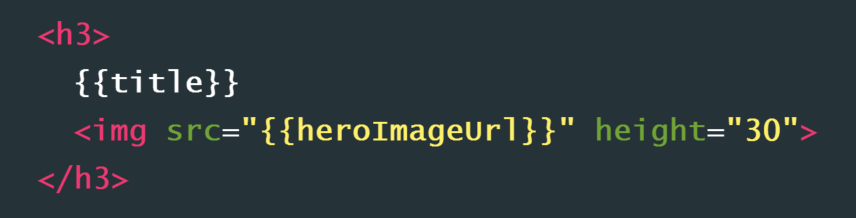 <h3>
{{title}}
<img src="{{heroImageUrl}}" height="30">
</h3>